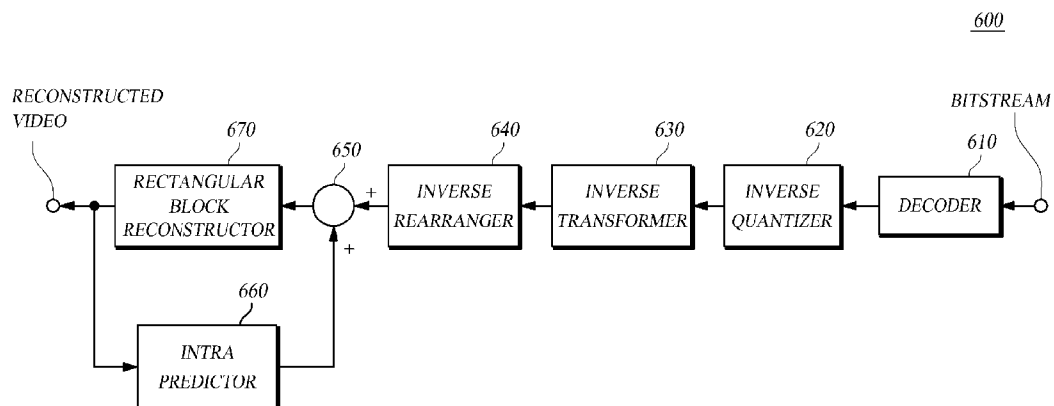 600
RECONSTRUCTED
VIDEO
BITSTREAM
670
650
640
630
620
610
RECTANGULAR
BLOCK
RECONSTRUCTOR
+
+
INVERSE
REARRANGER
INVERSE
TRANSFORMER
INVERSE
QUANTIZER
DECODER
660
INTRA
PREDICTOR